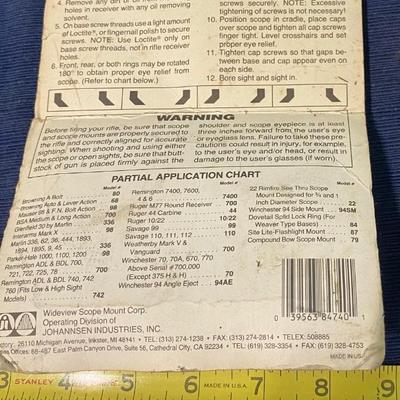 4. Remove any dirt or oil from
holes in receiver with any oil removing
solvent.
5. On base screw threads use a light amount
of Loctite®, or fingernail polish to secure
screws. NOTE: Use Loctite® only on
base screw threads, not in rifle receiver
holes.
6. Front, rear, or both rings may be rotated
180° to obtain proper eye relief from
scope. (Refer to chart below.)
screws securely. NOTE: Excessive
tightening of screws is not necessary!
10. Position scope in cradle, place caps
over scope and tighten all cap screws
finger tight. Level crosshairs and set
proper eye relief.
11. Tighten cap screws so that gaps be-
tween base and cap appear even on
each side.
12. Bore sight and sight in.
WARNING
Before firing your rifle, be sure that scope
and scope mounts are properly secured to
the rifle and correctly aligned for accurate
sighting. When shooting and using either
the scope or open sights, be sure that butt-
stock of gun is placed firmly against the
shoulder and scope eyepiece is at least
three inches forward from the user's eye
or eyeglass lens. Failure to take these pre-
cautions could result in injury, for example,
to the user's eye and/or head, or result in
damage to the user's glasses (if worn).
PARTIAL APPLICATION CHART
Model #
Browning A Bolt 80
Browning Auto & Lever Action 68
Mauser 98 & F.N. Bolt Action 98
BSA Medium & Long Action 700
Glenfield 30 by Marlin 336
Interarms Mark X 98
Marlin 336, 62, 36, 444, 1893,
1894, 1895, 9, 45 336
Parker-Hale 1000, 1100, 1200 98
Remington ADL & BDL 700,
721, 722, 725, 78 700
Remington ADL & BDL 740, 742,
760 (Fits Low & High Sight
Models) 742
Model #
Remington 7400, 7600,
4 & 6 7400
Ruger M77 Round Receiver 700
Ruger 44 Carbine 44
Ruger 10/22 10/22
Savage 99 99
Savage 110, 111, 112 110
Weatherby Mark V &
Vanguard 700
Winchester 70, 70A, 670, 770
Above Serial #700,000
(Except 375 H & H) 70
Winchester 94 Angle Eject 94AE
Model #
22 Rimfire See Thru Scope
Mount Designed for ¾ and 1
Inch Diameter Scope 22
Winchester 94 Side Mount 94SM
Dovetail Solid Lock Ring (For
Weaver Type Bases) 84
Site Lite-Flashlight Mount 87
Compound Bow Scope Mount 79
0 39563 84740 1
Wideview Scope Mount Corp.
Operating Division of
JOHANNSEN INDUSTRIES, INC.
Factory: 26110 Michigan Avenue, Inkster, MI 48141 • TEL: (313) 274-1238 • FAX: (313) 274-2814 • TELEX: 508885
Offices: 68-487 East Palm Canyon Drive, Suite 56, Cathedral City, CA 92234 • TEL: (619) 328-3354 • FAX: (619) 328-4753
MADE IN U
3 STANLEY 4 5 MADE IN U.S.A. 6 7 8 9